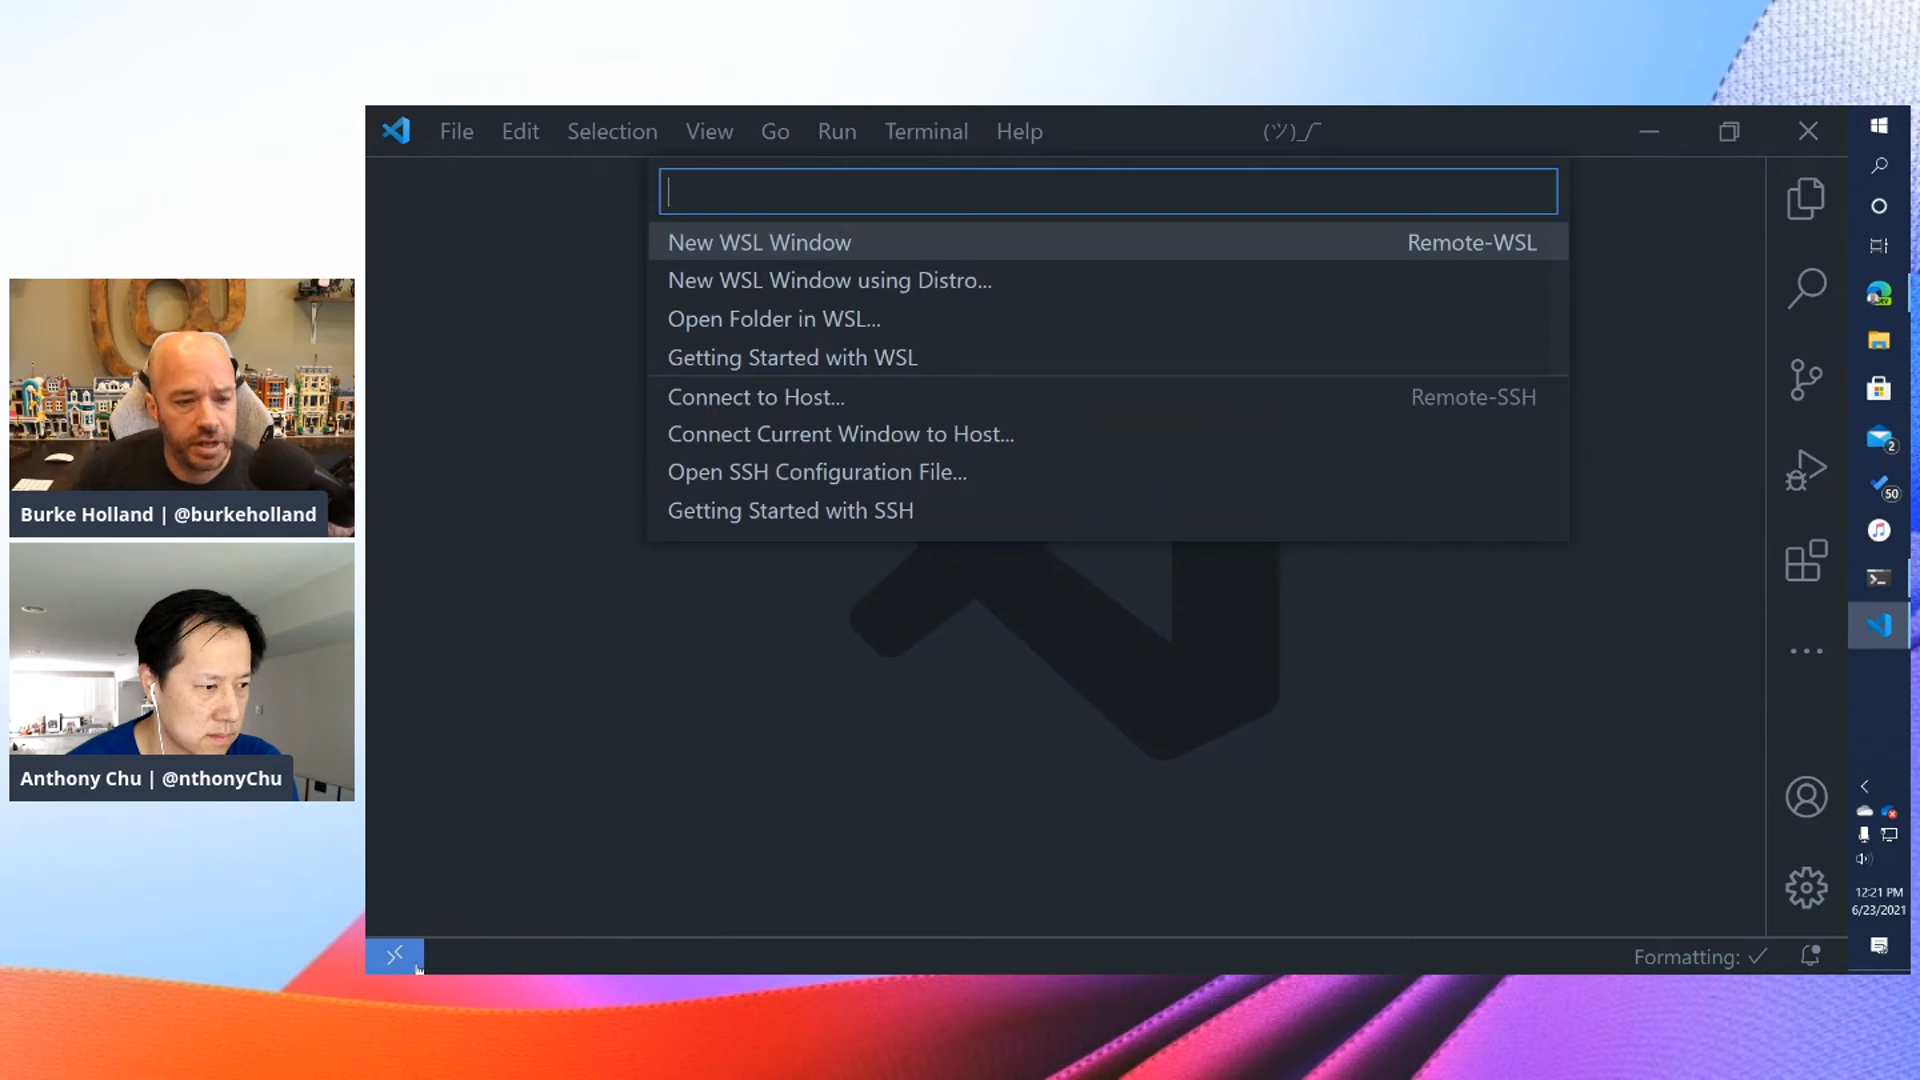 File Edit Selection View Go Run Terminal Help (ツ)_/¯
New WSL Window Remote-WSL
New WSL Window using Distro...
Open Folder in WSL...
Getting Started with WSL
Connect to Host... Remote-SSH
Connect Current Window to Host...
Open SSH Configuration File...
Getting Started with SSH
Burke Holland | @burkeholland
Anthony Chu | @nthonyChu
DEV
2
50
12:21 PM
6/23/2021
Formatting: ✓